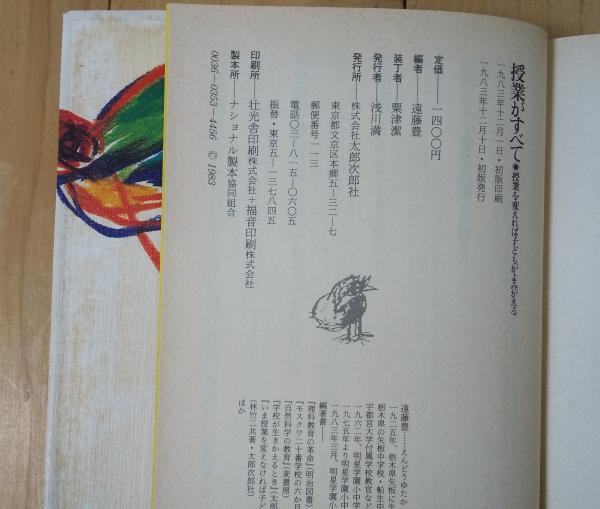 授業がすべて●授業を変えれば子どもがよみがえる
一九八三年十二月一日・初版印刷
一九八三年十二月十日・初版発行
定価——一四〇〇円
編者——遠藤豊
装丁者——粟津潔
発行者——浅川満
発行所——株式会社太郎次郎社
東京都文京区本郷五—三二—七
郵便番号一一三
電話〇三—八一五—〇六〇五
振替・東京五—一三七八四五
印刷所——壮光舎印刷株式会社+福音印刷株式会社
製本所——ナショナル製本協同組合
0036-0353-4456 © 1983
遠藤豊——えんどうゆたか
一九二五年、栃木県矢板に生
栃木県の矢板中学校・船生中
宇都宮大学付属学校教官など
一九六二年、明星学園小中学
一九七五年より明星学園小中
一九八三年三月、明星学園小
編著書——
『理科教育の革命』(明治図書)
『モスクワ二十番学校の六か月
『自然科学の教育』(麦書房)
『学校が生きかえるとき』(太郎
『いま授業を変えなければ子ど
(林竹二共著・太郎次郎社)
ほか